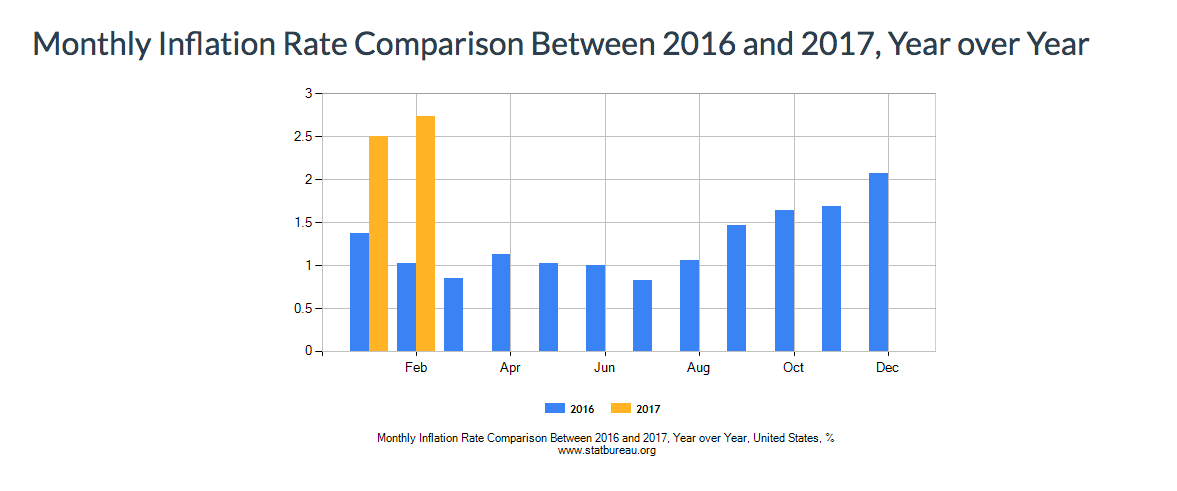 Monthly Inflation Rate Comparison Between 2016 and 2017, Year over Year
3
2.5
2
1.5
1
0.5
0
Feb Apr Jun Aug Oct Dec
2016 2017
Monthly Inflation Rate Comparison Between 2016 and 2017, Year over Year, United States, %
www.statbureau.org